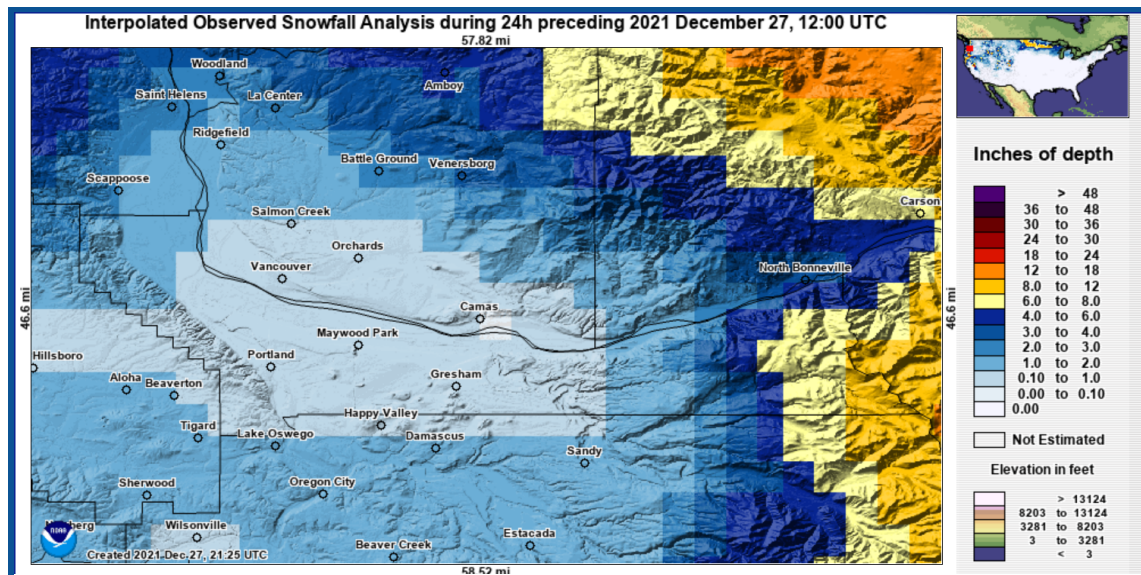 Interpolated Observed Snowfall Analysis during 24h preceding 2021 December 27, 12:00 UTC
57.82 mi
Woodland
Amboy
Saint Helens
La Center
Ridgefield
Battle Ground
Venersborg
Scappoose
Carson
Salmon Creek
Orchards
Vancouver
North Bonneville
46.6 mi
46.6 mi
Camas
Maywood Park
Hillsboro
Portland
Aloha
Beaverton
Gresham
Happy Valley
Tigard
Lake Oswego
Damascus
Sandy
Sherwood
Oregon City
Wilsonville
NOAA
Estacada
Beaver Creek
Created 2021 Dec 27, 21:25 UTC
58.52 mi
Inches of depth
> 48
36 to 48
30 to 36
24 to 30
18 to 24
12 to 18
8.0 to 12
6.0 to 8.0
4.0 to 6.0
3.0 to 4.0
2.0 to 3.0
1.0 to 2.0
0.10 to 1.0
0.00 to 0.10
0.00
Not Estimated
Elevation in feet
> 13124
8203 to 13124
3281 to 8203
3 to 3281
< 3